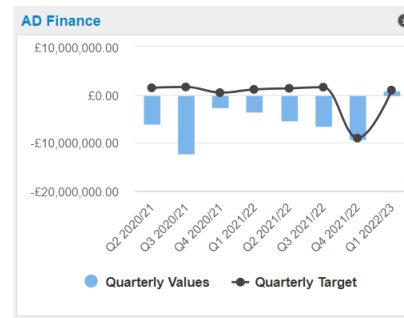 AD Finance
£10,000,000.00
£0.00
-£10,000,000.00
-£20,000,000.00
Q2 2020/21
Q3 2020/21
Q4 2020/21
Q1 2021/22
Q2 2021/22
Q3 2021/22
Q4 2021/22
Q1 2022/23
Quarterly Values
Quarterly Target